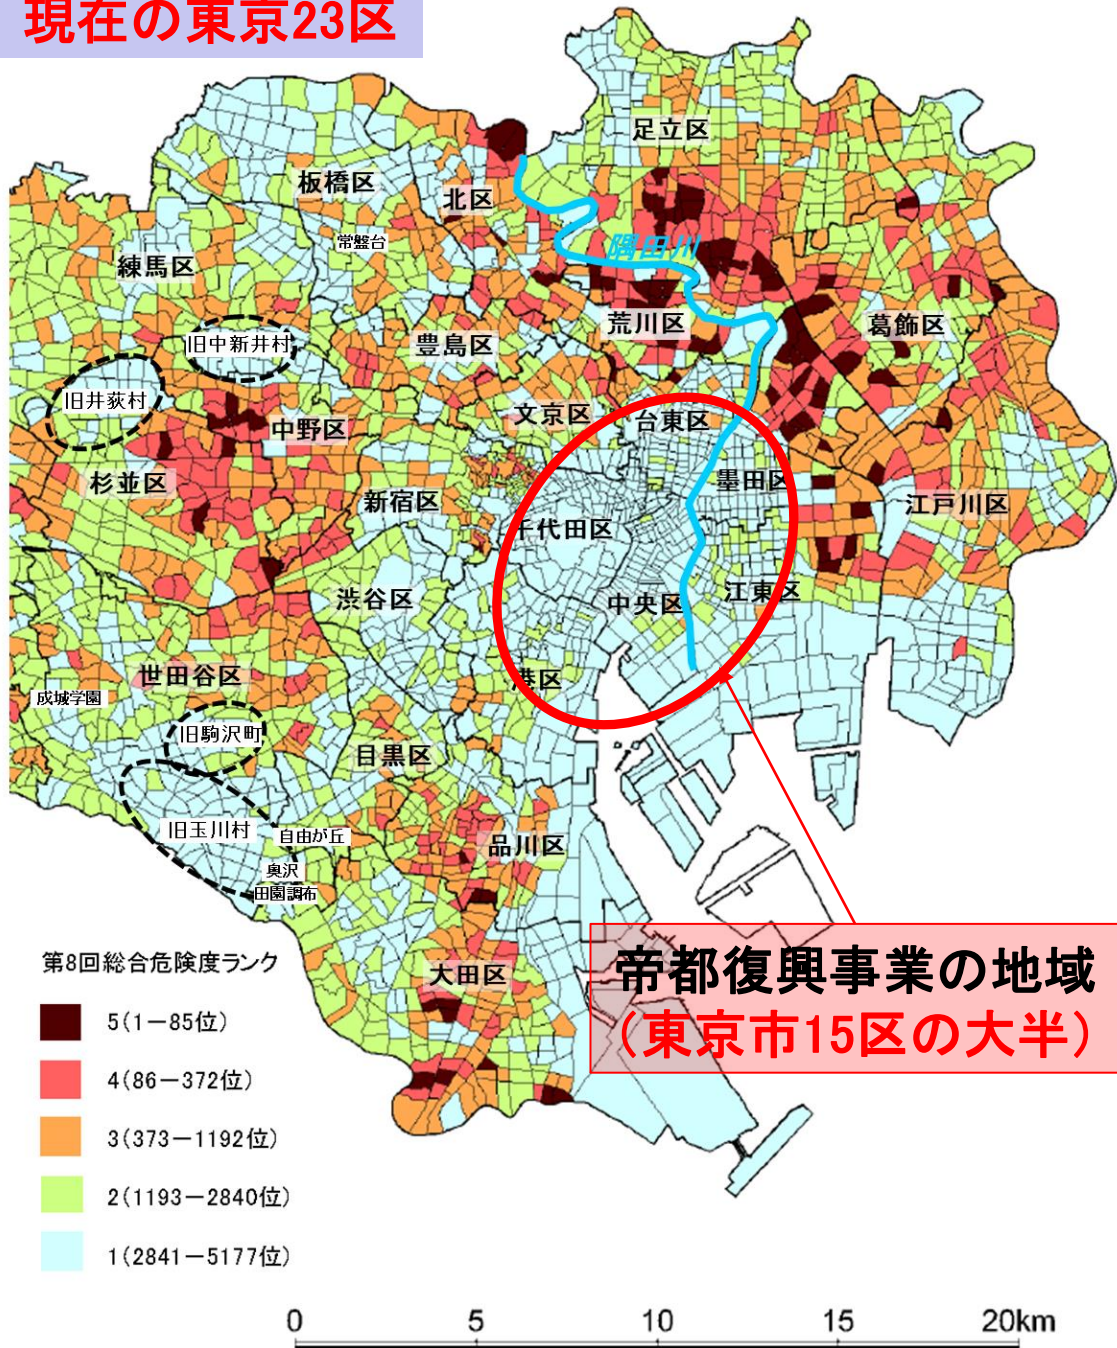 現在の東京23区
足立区
板橋区
北区
常盤台
隅田川
練馬区
荒川区
葛飾区
旧中新井村
豊島区
旧井荻村
文京区
台東区
中野区
杉並区
墨田区
新宿区
江戸川区
千代田区
江東区
渋谷区
中央区
世田谷区
港区
成城学園
旧駒沢町
目黒区
旧玉川村
自由が丘
品川区
奥沢
田園調布
帝都復興事業の地域
(東京市15区の大半)
大田区
第8回総合危険度ランク
5(1−85位)
4(86−372位)
3(373−1192位)
2(1193−2840位)
1(2841−5177位)
0 5 10 15 20km